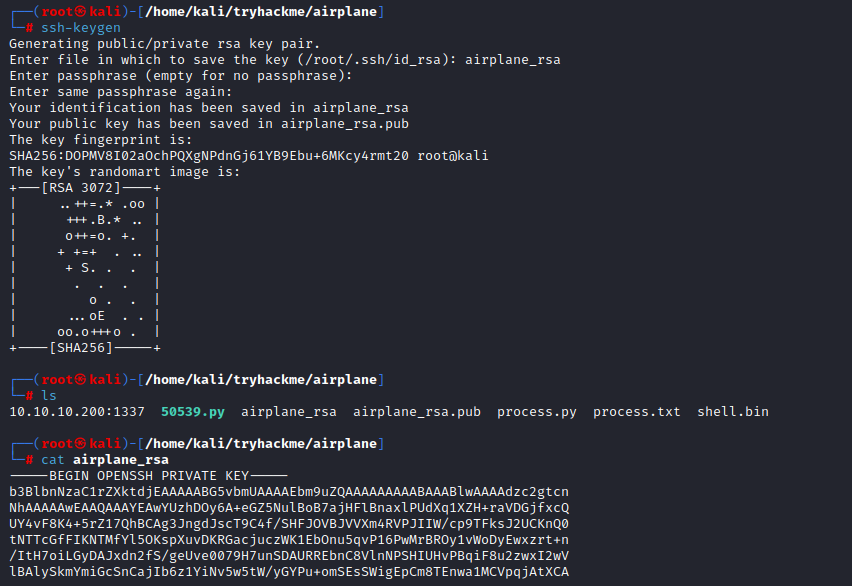 ┌──(root㉿kali)-[/home/kali/tryhackme/airplane]
└─# ssh-keygen
Generating public/private rsa key pair.
Enter file in which to save the key (/root/.ssh/id_rsa): airplane_rsa
Enter passphrase (empty for no passphrase):
Enter same passphrase again:
Your identification has been saved in airplane_rsa
Your public key has been saved in airplane_rsa.pub
The key fingerprint is:
SHA256:DOPMV8I02aOchPQXgNPdnGj61YB9Ebu+6MKcy4rmt20 root@kali
The key's randomart image is:
+---[RSA 3072]----+
|     ..++=.* .oo |
|      +++.B.* .. |
|      o++=o. +.  |
|     + +=+  . .. |
|      + S. .  .  |
|       .  .  .   |
|         o .  .  |
|      ...oE  . . |
|     oo.o+++o .  |
+----[SHA256]-----+
┌──(root㉿kali)-[/home/kali/tryhackme/airplane]
└─# ls
10.10.10.200:1337  50539.py  airplane_rsa  airplane_rsa.pub  process.py  process.txt  shell.bin
┌──(root㉿kali)-[/home/kali/tryhackme/airplane]
└─# cat airplane_rsa
-----BEGIN OPENSSH PRIVATE KEY-----
b3BlbnNzaC1rZXktdjEAAAAABG5vbmUAAAAEbm9uZQAAAAAAAAABAAABlwAAAAdzc2gtcn
NhAAAAAwEAAQAAAYEAwYUzhDOy6A+eGZ5NulBoB7ajHFlBnaxlPUdXq1XZH+raVDGjfxcQ
UY4vF8K4+5rZ17QhBCAg3JngdJscT9C4f/SHFJOVBJVVXm4RVPJIIW/cp9TFksJ2UCKnQ0
tNTTcGfFIKNTMfYl5OKspXuvDKRGacjuczWK1EbOnu5qvP16PwMrBROy1vWoDyEwxzrt+n
/ItH7oiLGyDAJxdn2fS/geUve0079H7unSDAURREbnC8VlnNPSHIUHvPBqiF8u2zwxI2wV
lBAlySkmYmiGcSnCajIb6z1YiNv5w5tW/yGYPu+omSEsSWigEpCm8TEnwa1MCVpqjAtXCA